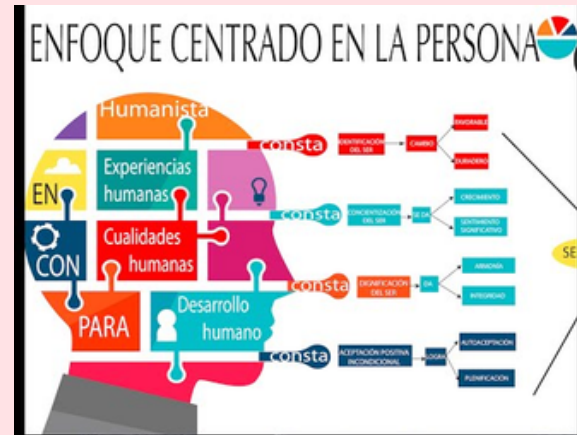 ENFOQUE CENTRADO EN LA PERSONA
Humanista
EN
Experiencias
humanas
CON
Cualidades
humanas
PARA
Desarrollo
humano
consta
IDENTIFICACIÓN
DEL SER
CAMBIO
FAVORABLE
DURADERO
consta
CONCIENTIZACIÓN
DEL SER
SE DA
CRECIMIENTO
SENTIMIENTO
SIGNIFICATIVO
consta
DIGNIFICACIÓN
DEL SER
DA
ARMONÍA
INTEGRIDAD
consta
ACEPTACIÓN POSITIVA
INCONDICIONAL
LOGRA
AUTOACEPTACIÓN
PLENIFICACIÓN
SE